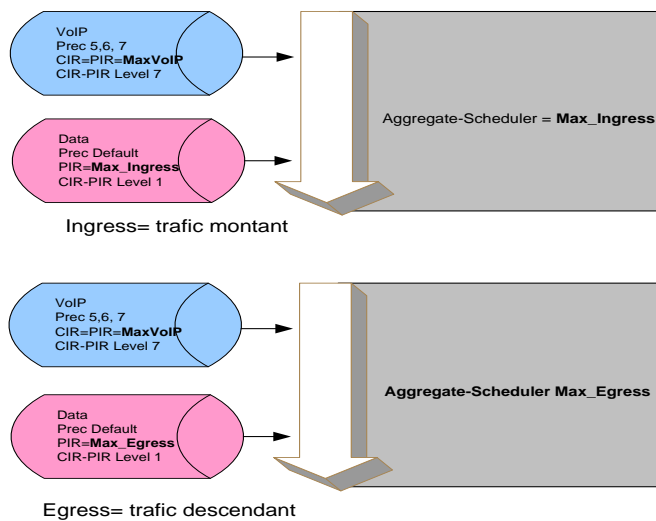 VoIP
Prec 5,6, 7
CIR=PIR=MaxVoIP
CIR-PIR Level 7
Aggregate-Scheduler = Max_Ingress
Data
Prec Default
PIR=Max_Ingress
CIR-PIR Level 1
Ingress= trafic montant
VoIP
Prec 5,6, 7
CIR=PIR=MaxVoIP
CIR-PIR Level 7
Aggregate-Scheduler Max_Egress
Data
Prec Default
PIR=Max_Egress
CIR-PIR Level 1
Egress= trafic descendant